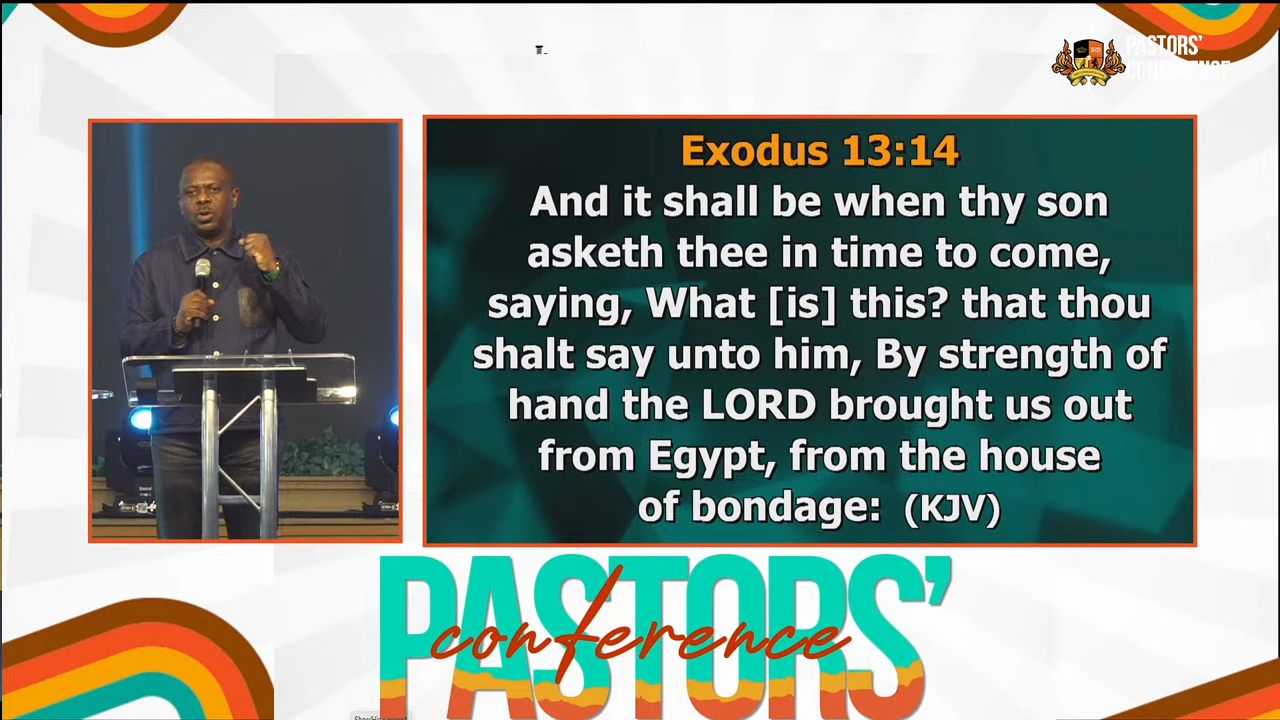 PASTORS'
CONFERENCE
Exodus 13:14
And it shall be when thy son
asketh thee in time to come,
saying, What [is] this? that thou
shalt say unto him, By strength of
hand the LORD brought us out
from Egypt, from the house
of bondage: (KJV)
PASTORS'
conference